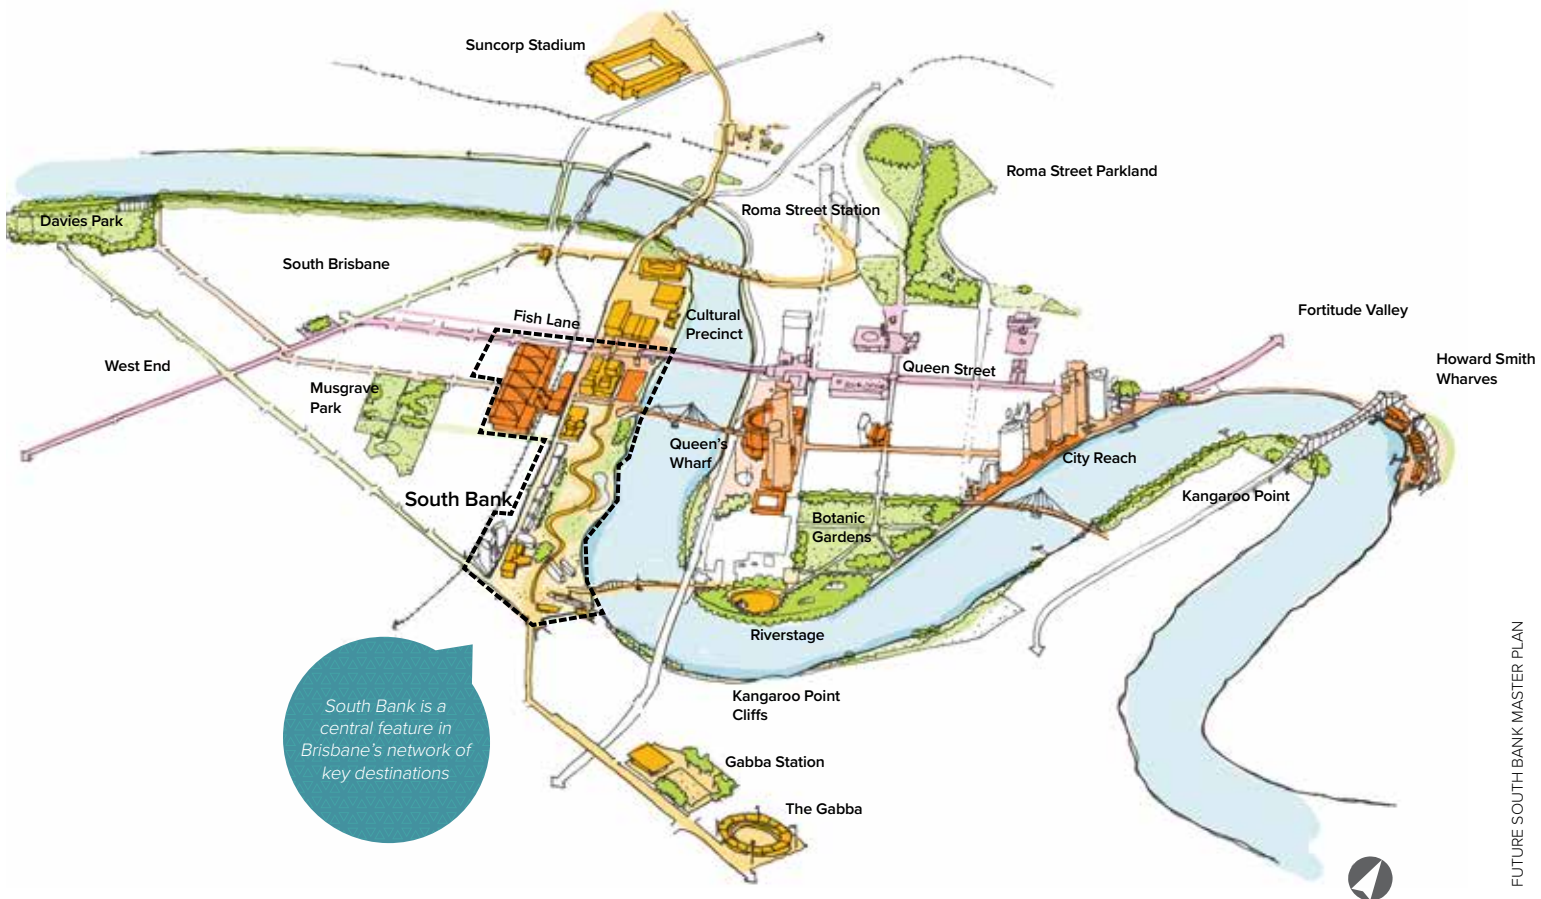 Suncorp Stadium
Roma Street Parkland
Davies Park
Roma Street Station
South Brisbane
Fish Lane
Cultural
Precinct
Fortitude Valley
West End
Queen Street
Howard Smith
Wharves
Musgrave
Park
Queen's
Wharf
City Reach
South Bank
Kangaroo Point
Botanic
Gardens
Riverstage
Kangaroo Point
Cliffs
South Bank is a
central feature in
Brisbane's network of
key destinations
Gabba Station
The Gabba
FUTURE SOUTH BANK MASTER PLAN